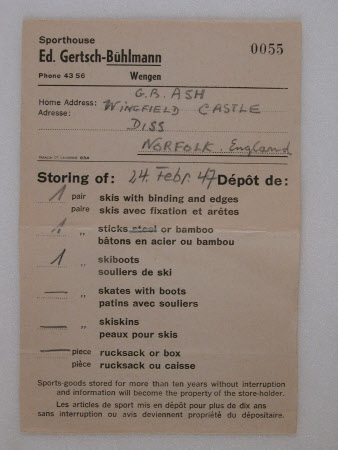 Sporthouse
Ed. Gertsch-Bühlmann
0055
Phone 43 56
Wengen
G.B. ASH
Home Address: WINGFIELD CASTLE
Adresse:
DISS
NORFOLK. England
Storing of: 24. Febr. 47 Dépôt de:
1 pair skis with binding and edges
paire skis avec fixation et arêtes
1 " sticks steel or bamboo
bâtons en acier ou bambou
1 " skiboots
souliers de ski
— " skates with boots
patins avec souliers
— " skiskins
peaux pour skis
— piece rucksack or box
pièce rucksack ou caisse
Sports-goods stored for more than ten years without interruption
and information will become the property of the store-holder.
Les articles de sport mis en dépôt pour plus de dix ans
sans interruption ou avis deviennent propriété du dépositaire.